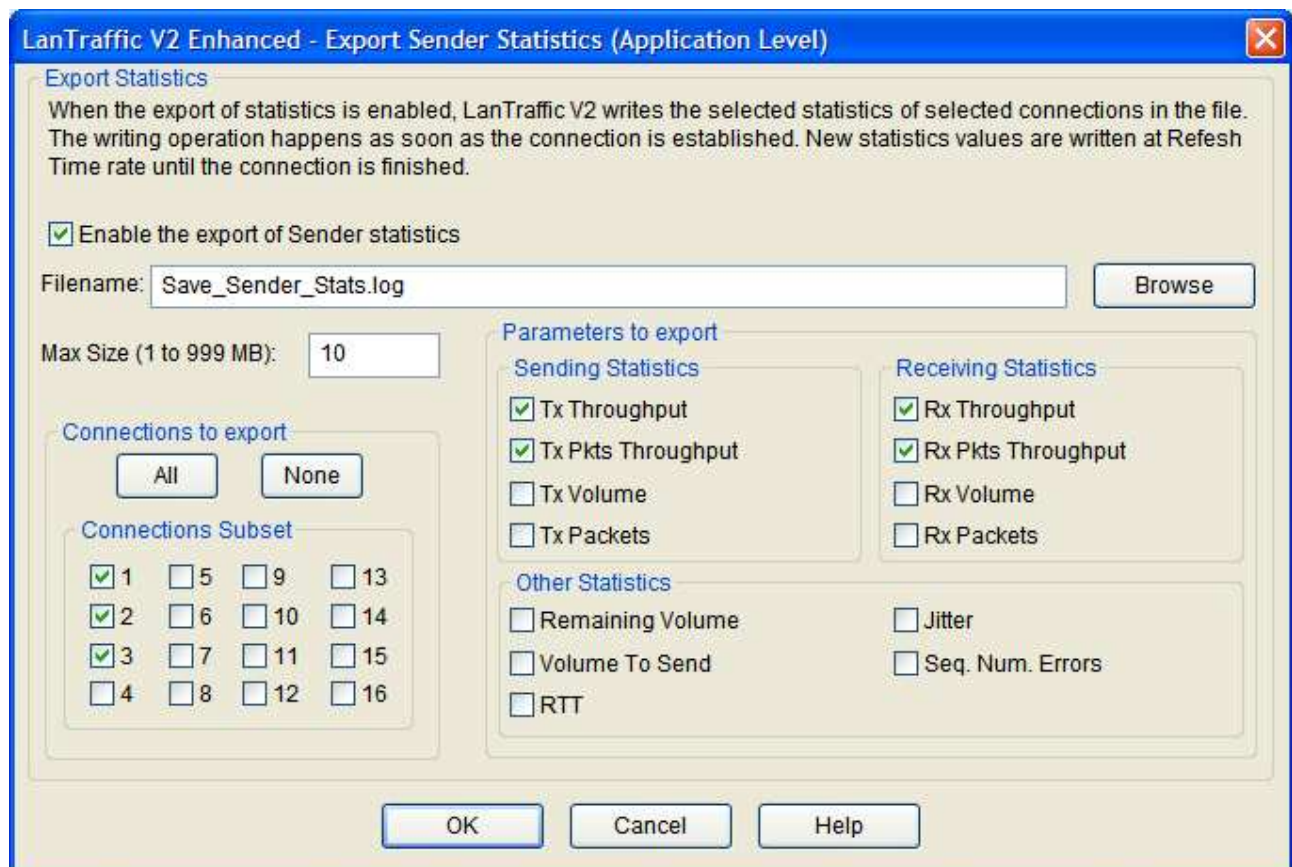 LanTraffic V2 Enhanced - Export Sender Statistics (Application Level)
Export Statistics
When the export of statistics is enabled, LanTraffic V2 writes the selected statistics of selected connections in the file.
The writing operation happens as soon as the connection is established. New statistics values are written at Refesh
Time rate until the connection is finished.
Enable the export of Sender statistics
Filename: Save_Sender_Stats.log Browse
Max Size (1 to 999 MB): 10
Connections to export
All None
Connections Subset
1 5 9 13
2 6 10 14
3 7 11 15
4 8 12 16
Parameters to export
Sending Statistics
Tx Throughput
Tx Pkts Throughput
Tx Volume
Tx Packets
Receiving Statistics
Rx Throughput
Rx Pkts Throughput
Rx Volume
Rx Packets
Other Statistics
Remaining Volume
Volume To Send
RTT
Jitter
Seq. Num. Errors
OK Cancel Help